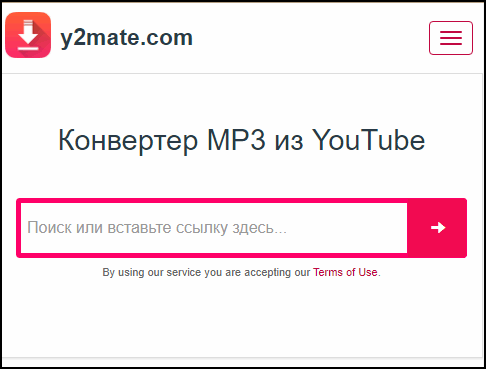 y2mate.com
Конвертер MP3 из YouTube
Поиск или вставьте ссылку здесь...
By using our service you are accepting our Terms of Use.